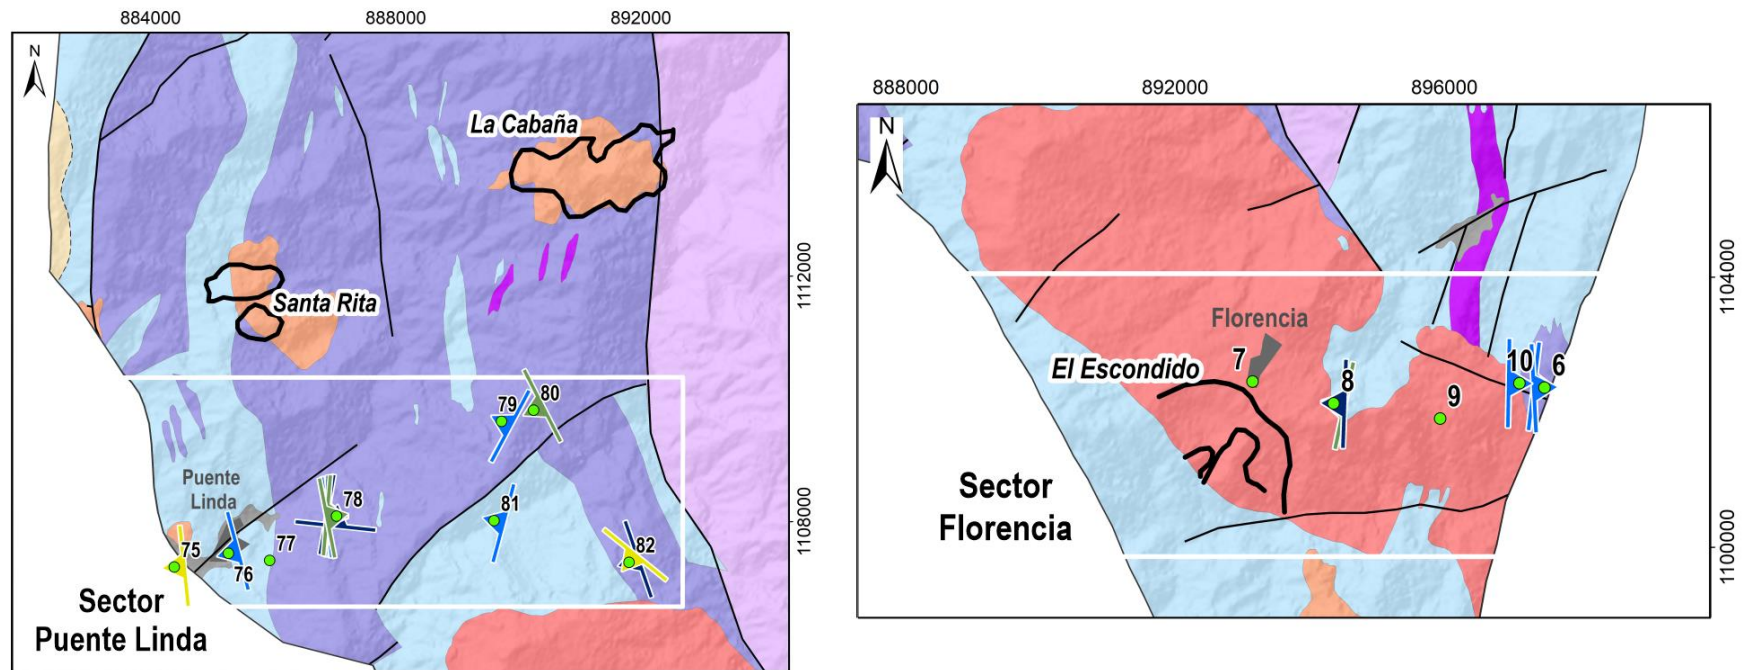 884000
888000
892000
N
La Cabaña
Santa Rita
1112000
80
79
Puente
Linda
78
81
75
77
76
82
1108000
Sector
Puente Linda
888000
892000
896000
N
1104000
Florencia
7
El Escondido
10
6
8
9
Sector
Florencia
1100000